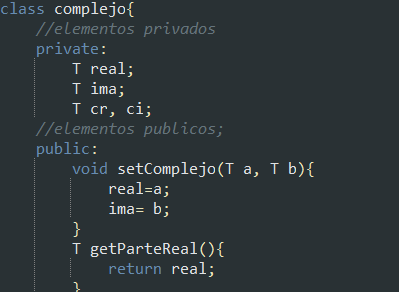 class complejo{
//elementos privados
private:
T real;
T ima;
T cr, ci;
//elementos publicos;
public:
void setComplejo(T a, T b){
real=a;
ima= b;
}
T getParteReal(){
return real;
}